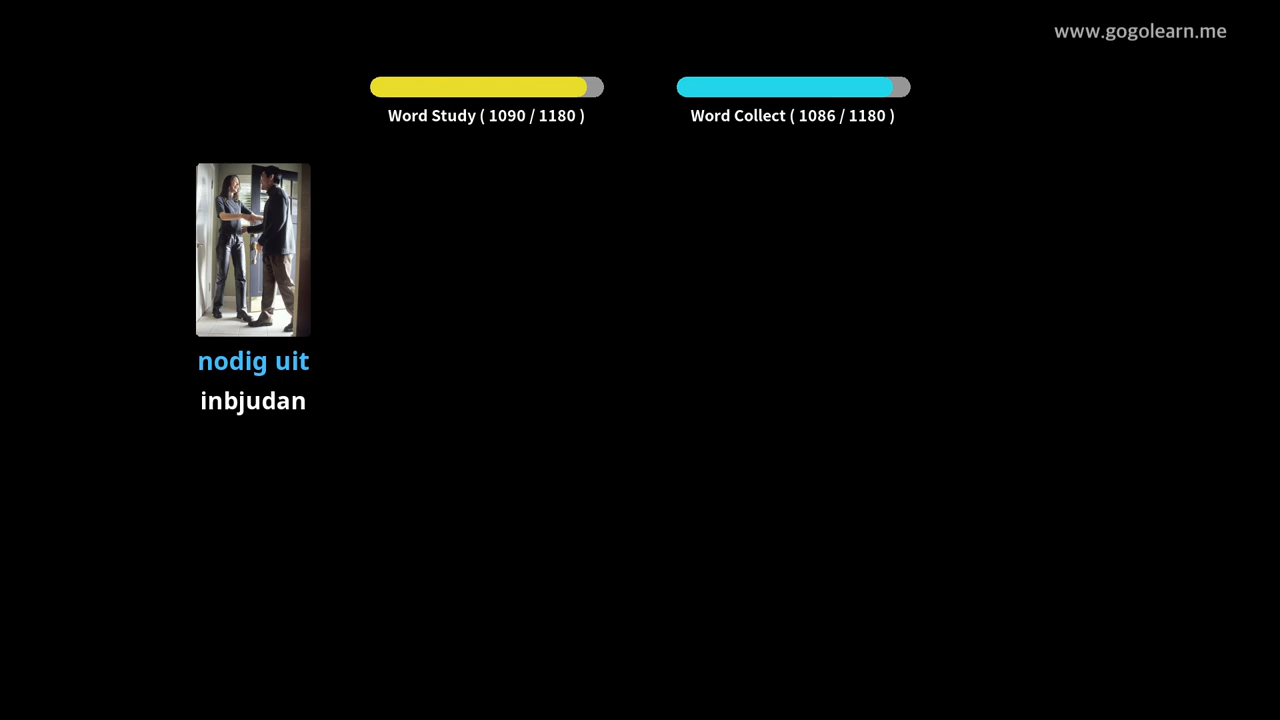 www.gogolearn.me
Word Study ( 1090 / 1180 )
Word Collect ( 1086 / 1180 )
nodig uit
inbjudan